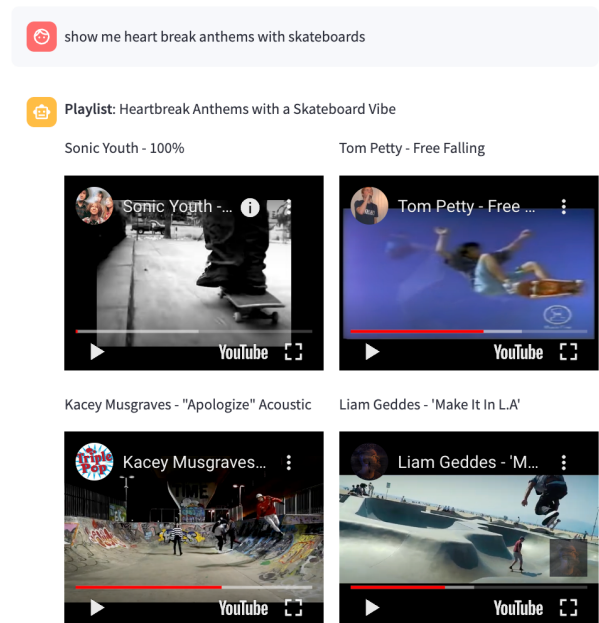 show me heart break anthems with skateboards
Playlist: Heartbreak Anthems with a Skateboard Vibe
Sonic Youth - 100%
Tom Petty - Free Falling
Sonic Youth -...
Tom Petty - Free ...
YouTube
YouTube
Kacey Musgraves - "Apologize" Acoustic
Liam Geddes - 'Make It In L.A'
Triple Pop
Kacey Musgraves...
Liam Geddes - 'M...
YouTube
YouTube